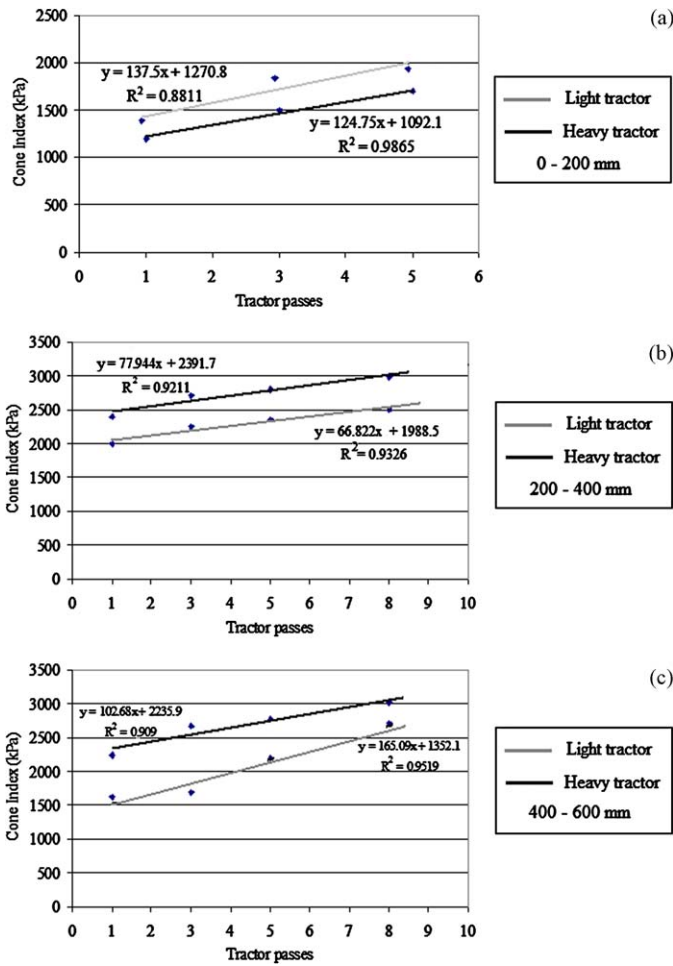 (a)
2500
2000
1500
1000
500
0
Cone Index (kPa)
y = 137.5x + 1270.8
R² = 0.8811
y = 124.75x + 1092.1
R² = 0.9865
0 1 2 3 4 5 6
Tractor passes
Light tractor
Heavy tractor
0 - 200 mm
(b)
3500
3000
2500
2000
1500
1000
500
0
Cone Index (kPa)
y = 77.944x + 2391.7
R² = 0.9211
y = 66.822x + 1988.5
R² = 0.9326
0 1 2 3 4 5 6 7 8 9 10
Tractor passes
Light tractor
Heavy tractor
200 - 400 mm
(c)
3500
3000
2500
2000
1500
1000
500
0
Cone Index (kPa)
y = 102.68x + 2235.9
R² = 0.909
y = 165.09x + 1352.1
R² = 0.9519
0 1 2 3 4 5 6 7 8 9 10
Tractor passes
Light tractor
Heavy tractor
400 - 600 mm